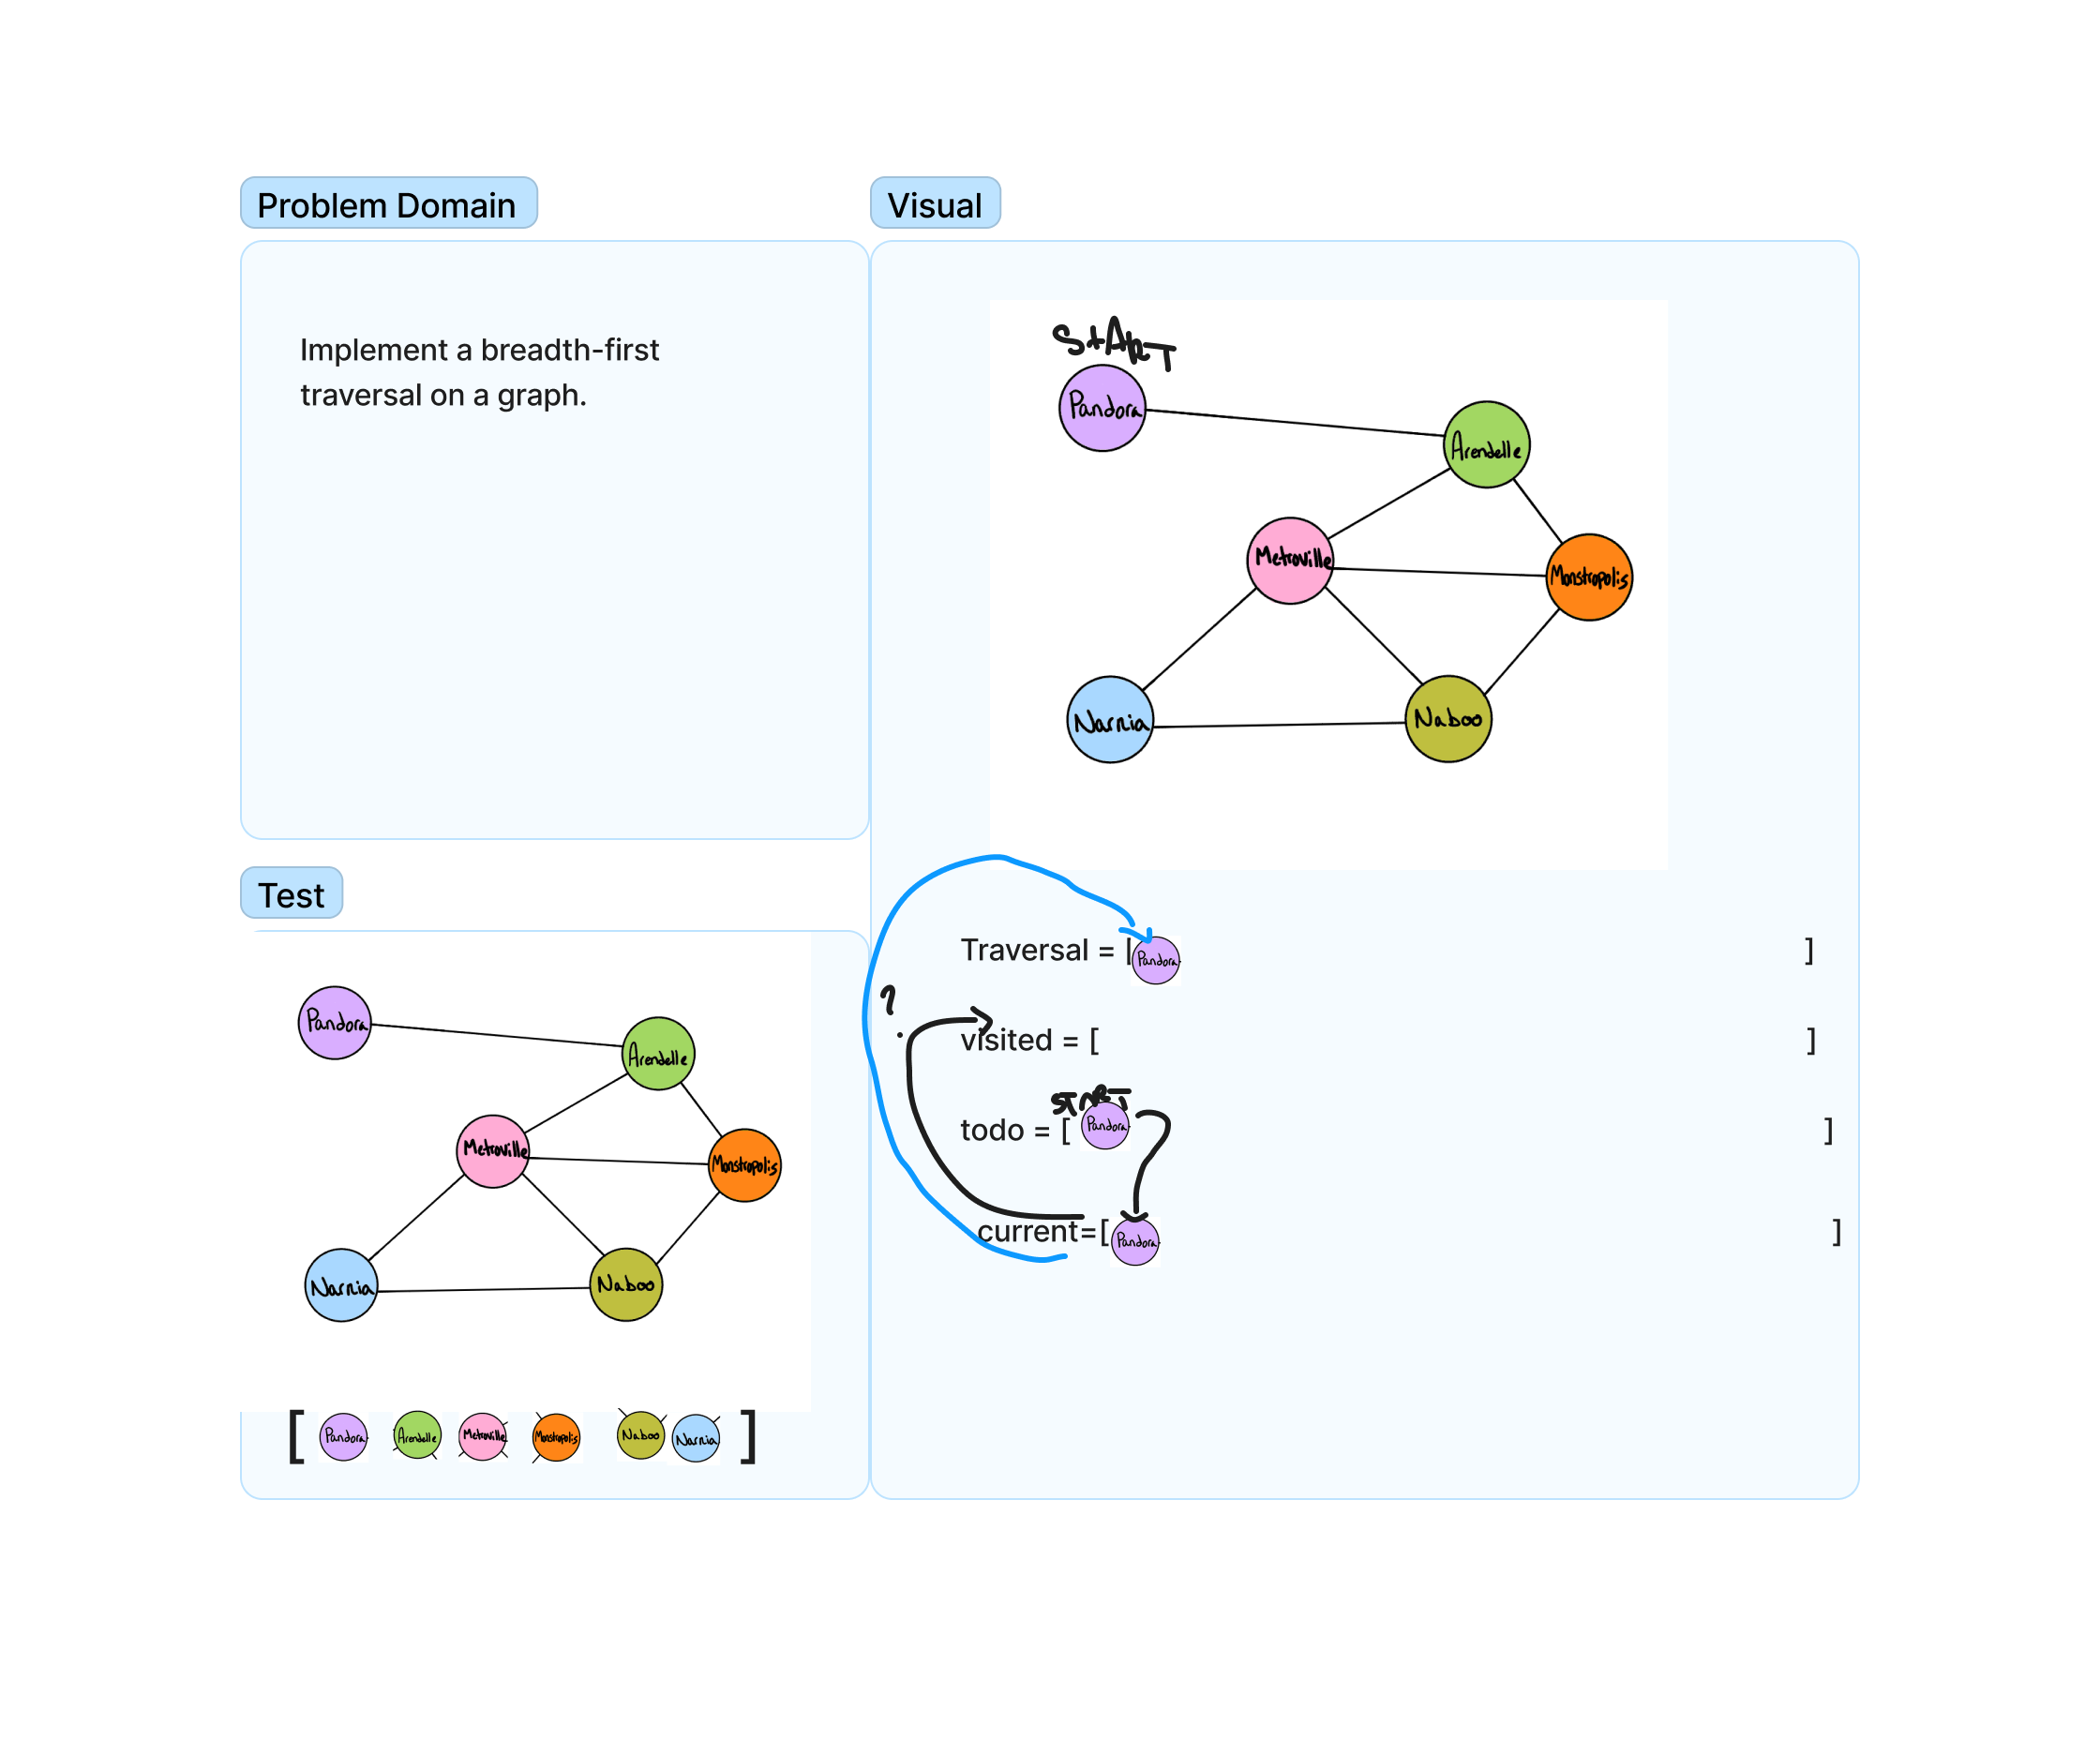 Problem Domain
Implement a breadth-first
traversal on a graph.
Visual
StART
Pandora
Arendelle
Metroville
Monstropolis
Narnia
Naboo
Traversal = [ Pandora ]
?
visited = [ ]
START
todo = [ Pandora ]
current=[ Pandora ]
Test
Pandora
Arendelle
Metroville
Monstropolis
Narnia
Naboo
[ Pandora Arendelle Metroville Monstropolis Naboo Narnia ]